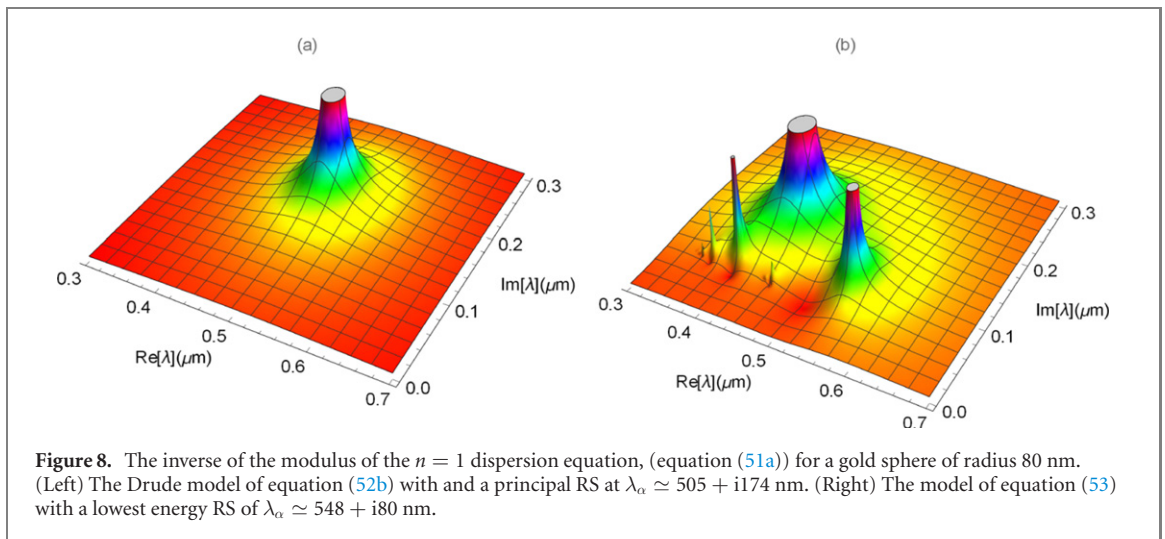 (a)
(b)
0.3
0.4
0.5
0.6
0.7
Re[λ](μm)
0.0
0.1
0.2
0.3
Im[λ](μm)
0.3
0.4
0.5
0.6
0.7
Re[λ](μm)
0.0
0.1
0.2
0.3
Im[λ](μm)
Figure 8. The inverse of the modulus of the n = 1 dispersion equation, (equation (51a)) for a gold sphere of radius 80 nm.
(Left) The Drude model of equation (52b) with and a principal RS at λα ≃ 505 + i174 nm. (Right) The model of equation (53)
with a lowest energy RS of λα ≃ 548 + i80 nm.